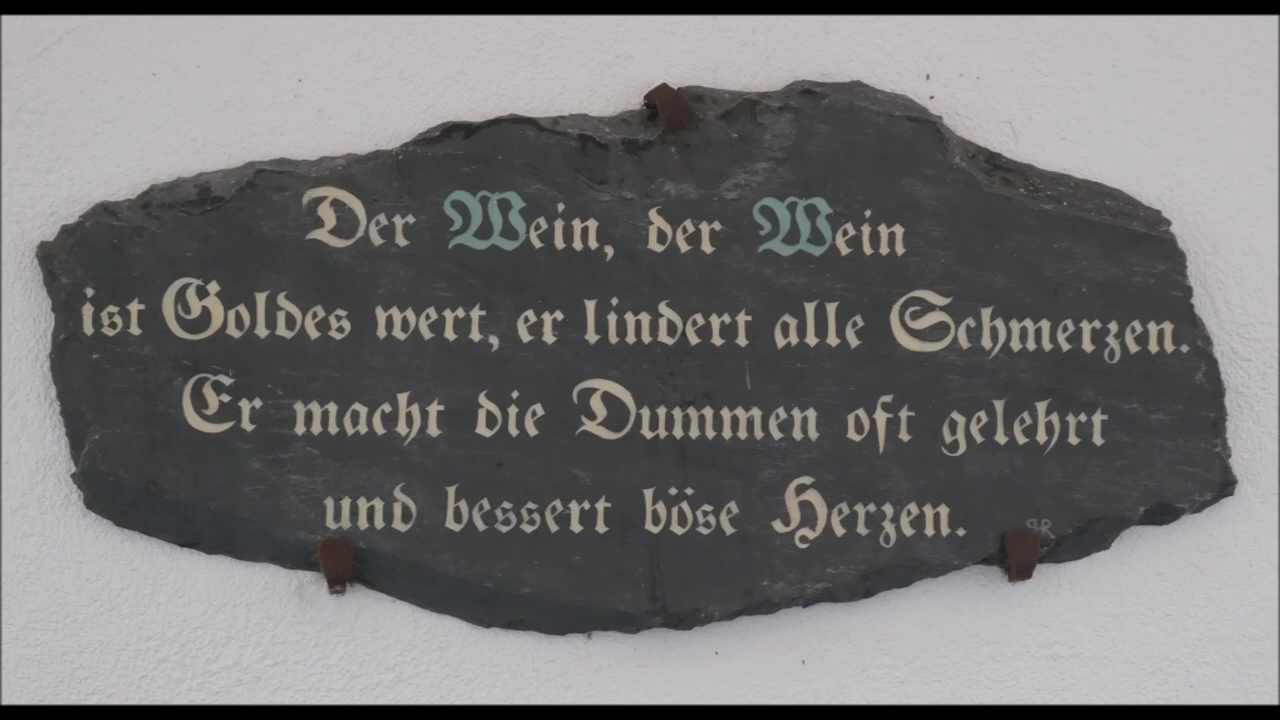 Der Wein, der Wein
ist Goldes wert, er lindert alle Schmerzen.
Er macht die Dummen oft gelehrt
und bessert böse Herzen.